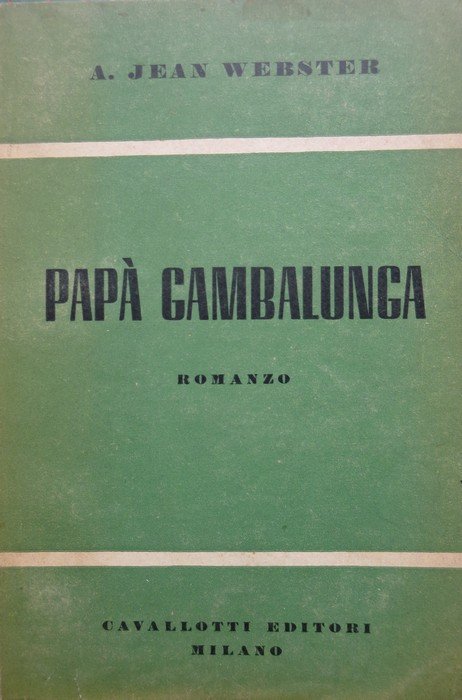 A. JEAN WEBSTER
PAPÀ GAMBALUNGA
ROMANZO
CAVALLOTTI EDITORI
MILANO